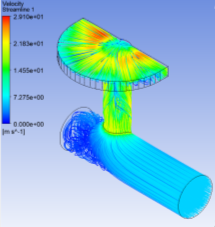 Velocity
Streamline 1
2.910e+01
2.183e+01
1.455e+01
7.275e+00
0.000e+00
[m s^-1]